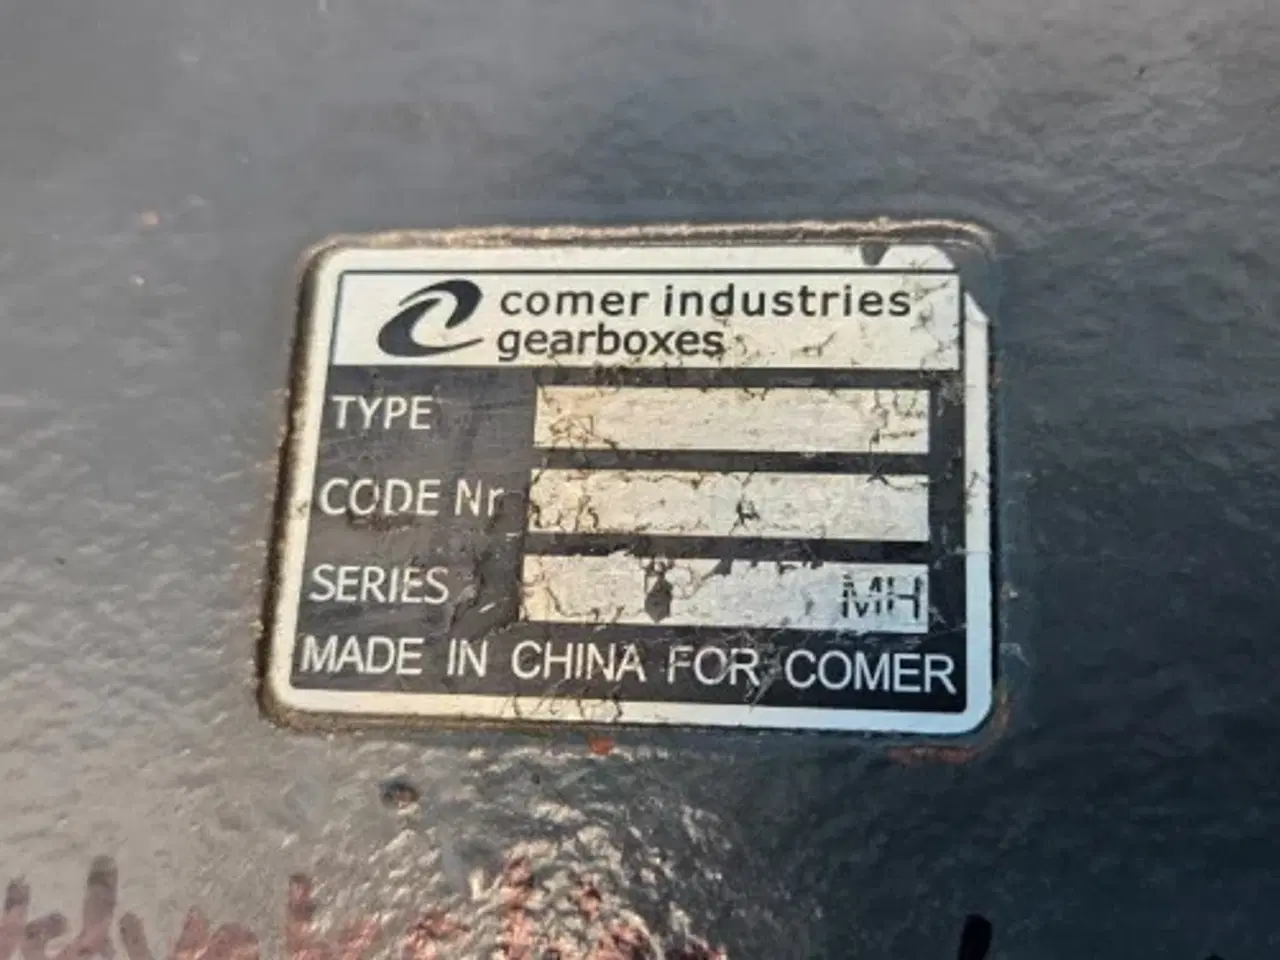 comer industries
gearboxes
TYPE
CODE Nr
SERIES MH
MADE IN CHINA FOR COMER